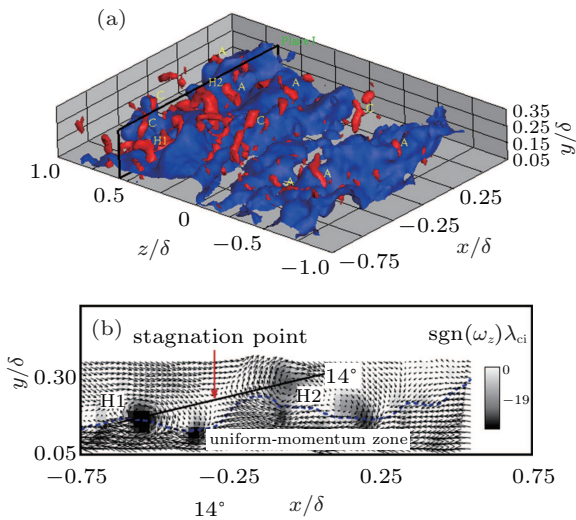 (a)
A
H2
A
A
C
C
C
H1
A
A
A
0.35
0.25
0.15
0.05
y/δ
1.0
0.5
0
−0.5
−1.0
z/δ
0.25
−0.25
−0.75
x/δ
(b)
stagnation point
sgn(ω_z)λ_ci
0
−19
y/δ
0.30
0.05
H1
14°
H2
uniform-momentum zone
−0.75
−0.25
0.25
0.75
14°
x/δ